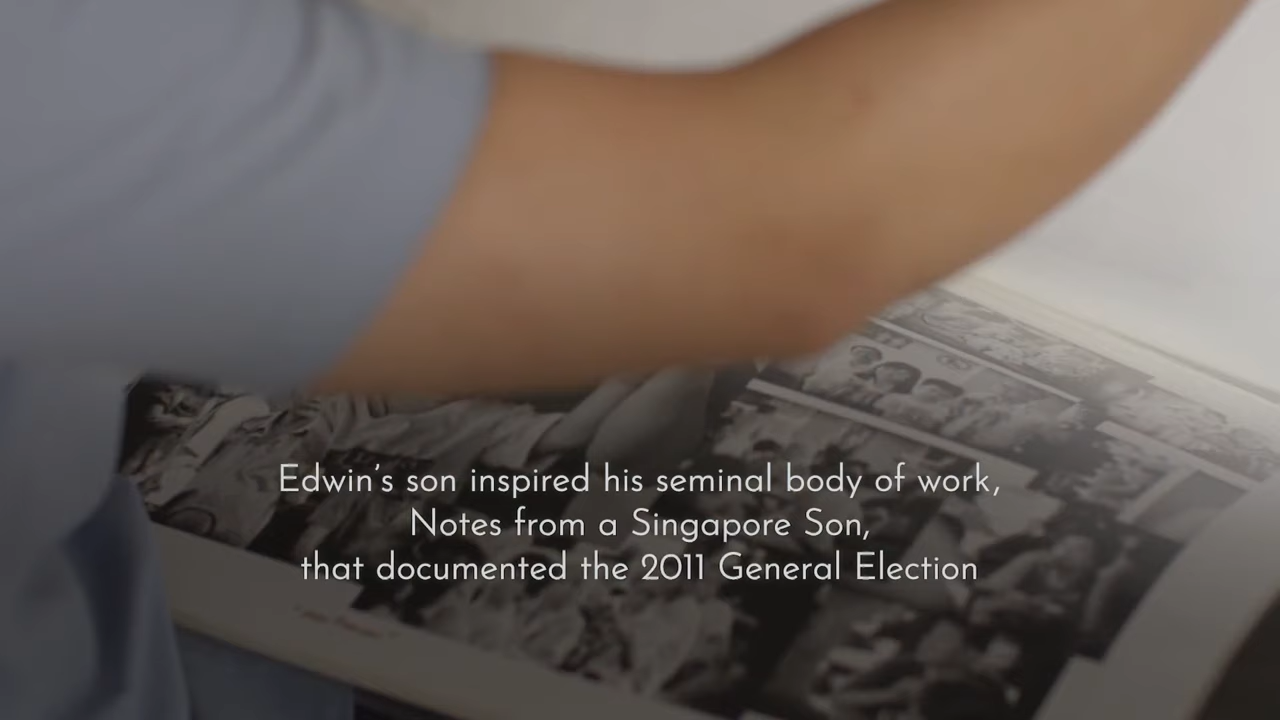 Edwin's son inspired his seminal body of work,
Notes from a Singapore Son,
that documented the 2011 General Election